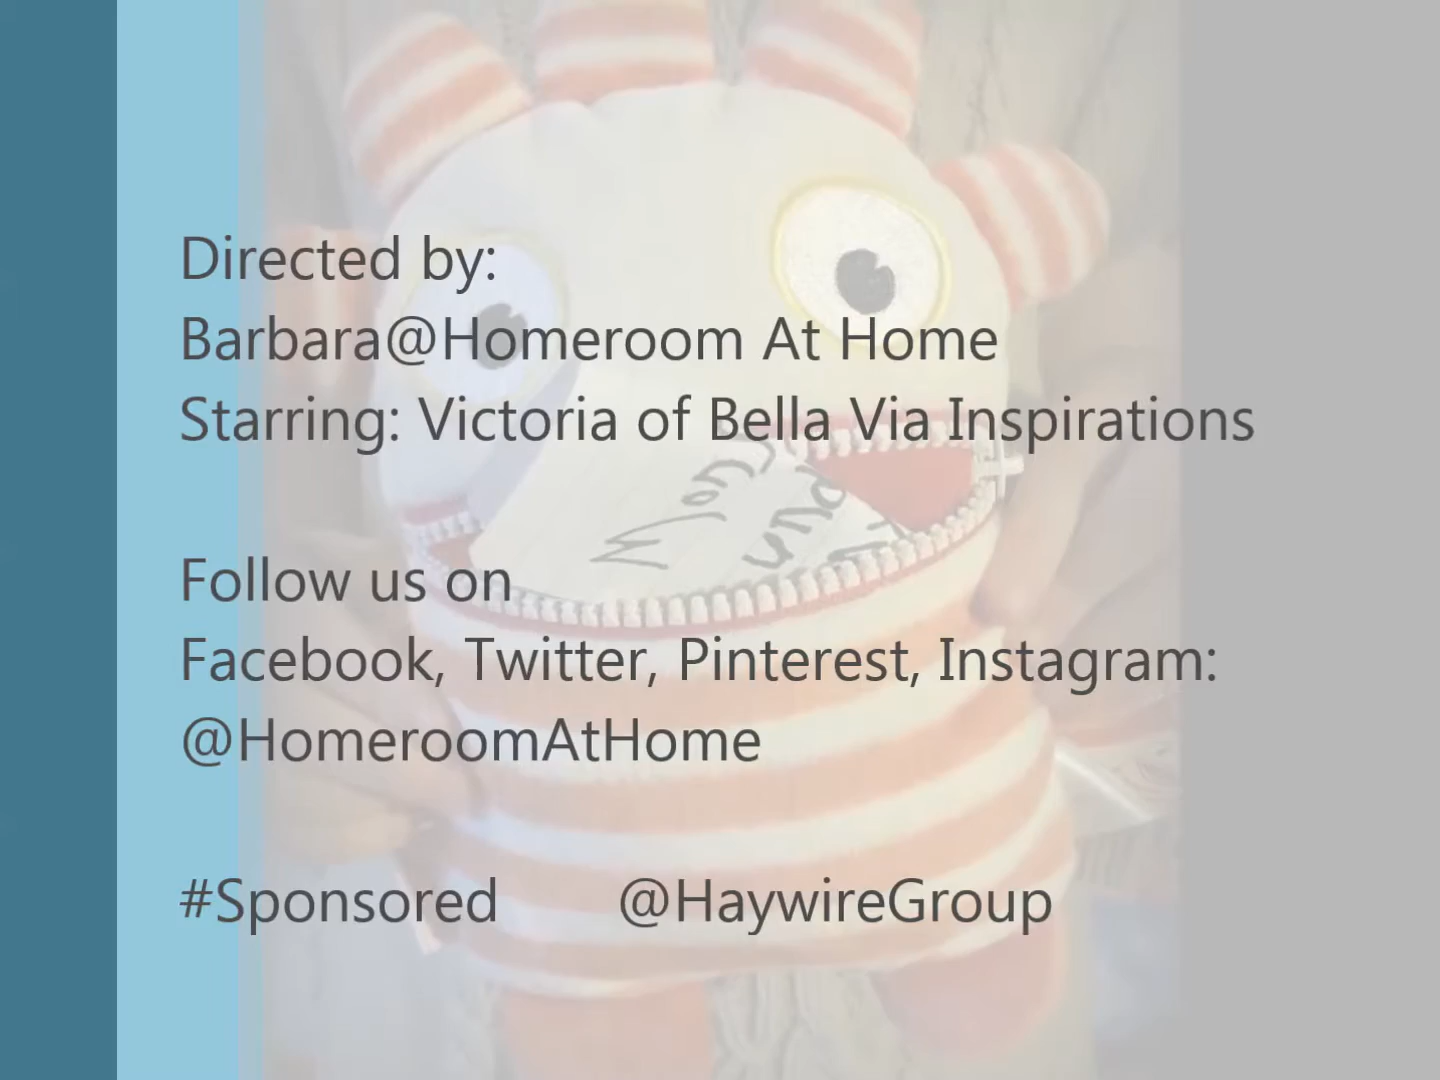 Directed by:
Barbara@Homeroom At Home
Starring: Victoria of Bella Via Inspirations
Follow us on
Facebook, Twitter, Pinterest, Instagram:
@HomeroomAtHome
#Sponsored @HaywireGroup